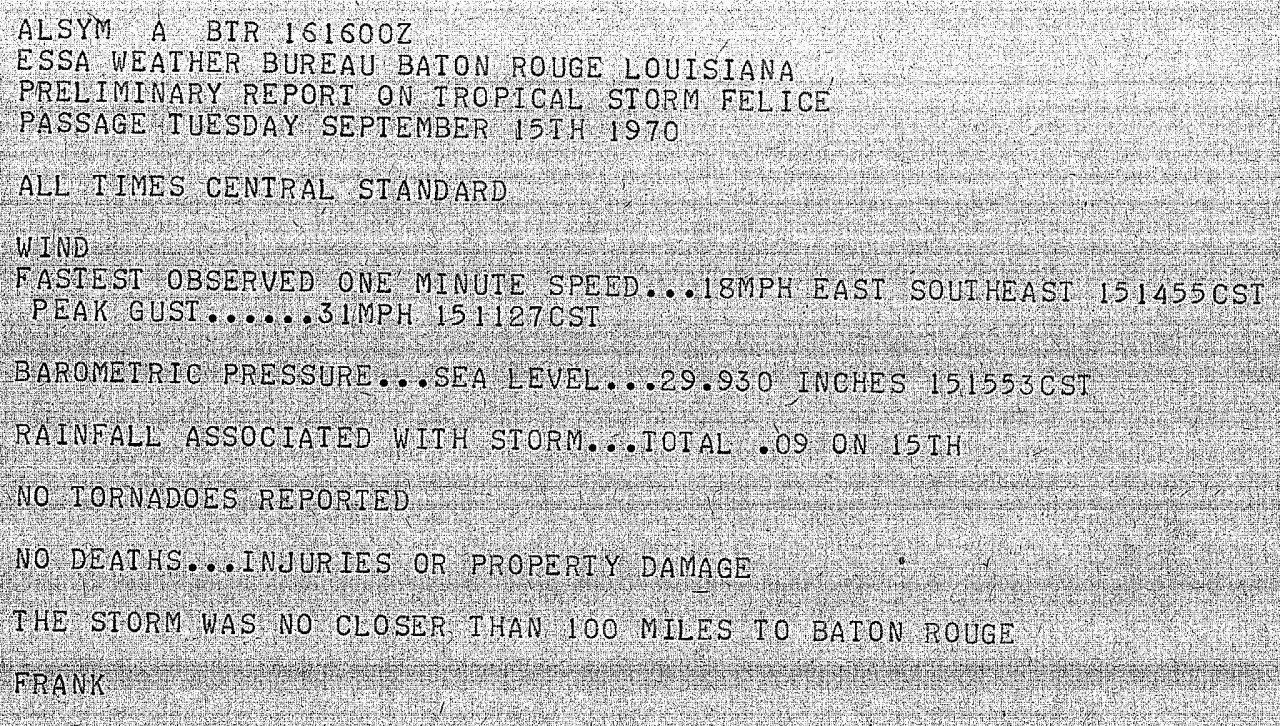 ALSYM A BTR 161600Z
ESSA WEATHER BUREAU BATON ROUGE LOUISIANA
PRELIMINARY REPORT ON TROPICAL STORM FELICE
PASSAGE TUESDAY SEPTEMBER 15TH 1970
ALL TIMES CENTRAL STANDARD
WIND
FASTEST OBSERVED ONE MINUTE SPEED...18MPH EAST SOUTHEAST 151455CST
PEAK GUST......31MPH 151127CST
BAROMETRIC PRESSURE...SEA LEVEL...29.930 INCHES 151553CST
RAINFALL ASSOCIATED WITH STORM...TOTAL .09 ON 15TH
NO TORNADOES REPORTED
NO DEATHS...INJURIES OR PROPERTY DAMAGE
THE STORM WAS NO CLOSER THAN 100 MILES TO BATON ROUGE
FRANK